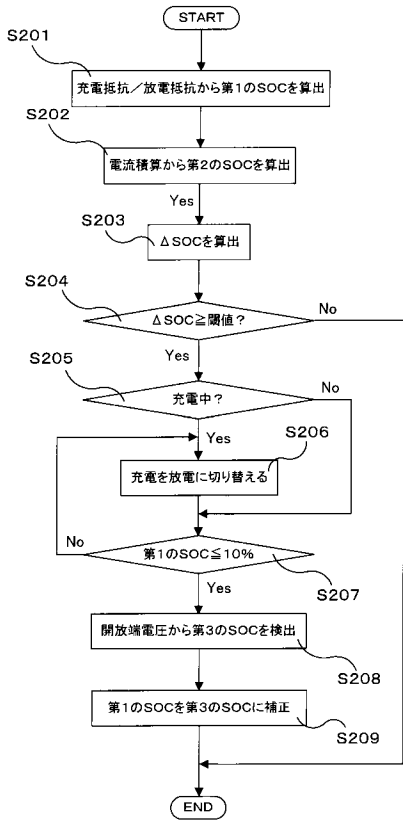 START
S201
充電抵抗／放電抵抗から第1のSOCを算出
S202
電流積算から第2のSOCを算出
Yes
S203
ΔSOCを算出
S204
ΔSOC≧閾値？
No
Yes
S205
充電中？
No
Yes
S206
充電を放電に切り替える
No
第1のSOC≦10%
S207
Yes
開放端電圧から第3のSOCを検出
S208
第1のSOCを第3のSOCに補正
S209
END